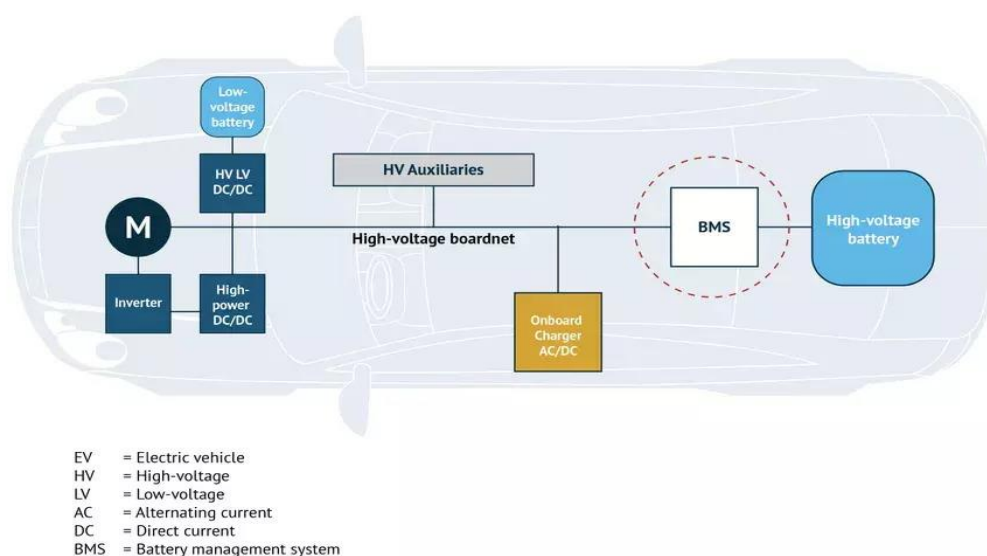 Low-
voltage
battery
HV LV
DC/DC
HV Auxiliaries
M
High-voltage boardnet
BMS
High-voltage
battery
Inverter
High-
power
DC/DC
Onboard
Charger
AC/DC
EV = Electric vehicle
HV = High-voltage
LV = Low-voltage
AC = Alternating current
DC = Direct current
BMS = Battery management system